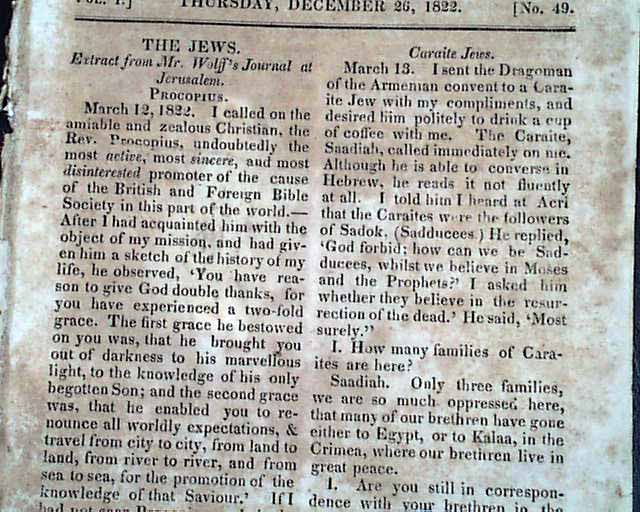 VOL. I.] THURSDAY, DECEMBER 26, 1822. [No. 49.
THE JEWS.
Extract from Mr. Wolff's Journal at
Jerusalem.
PROCOPIUS.
March 12, 1822. I called on the
amiable and zealous Christian, the
Rev. Procopius, undoubtedly the
most active, most sincere, and most
disinterested promoter of the cause
of the British and Foreign Bible
Society in this part of the world.—
After I had acquainted him with the
object of my mission, and had giv-
en him a sketch of the history of my
life, he observed, 'You have rea-
son to give God double thanks, for
you have experienced a two-fold
grace. The first grace he bestowed
on you was, that he brought you
out of darkness to his marvellous
light, to the knowledge of his only
begotten Son; and the second grace
was, that he enabled you to re-
nounce all worldly expectations, &
travel from city to city, from land to
land, from river to river, and from
sea to sea, for the promotion of the
knowledge of that Saviour.' If I
had not seen
Caraite Jews.
March 13. I sent the Dragoman
of the Armenian convent to a Cara-
ite Jew with my compliments, and
desired him politely to drink a cup
of coffee with me. The Caraite,
Saadiah, called immediately on me.
Although he is able to converse in
Hebrew, he reads it not fluently
at all. I told him I heard at Acri
that the Caraites were the followers
of Sadok. (Sadducees.) He replied,
'God forbid; how can we be Sad-
ducees, whilst we believe in Moses
and the Prophets?' I asked him
whether they believe in the resur-
rection of the dead.' He said, 'Most
surely."
I. How many families of Cara-
ites are here?
Saadiah. Only three families,
we are so much oppressed here,
that many of our brethren have gone
either to Egypt, or to Kalaa, in the
Crimea, where our brethren live in
great peace.
I. Are you still in correspon-
dence with your brethren in the